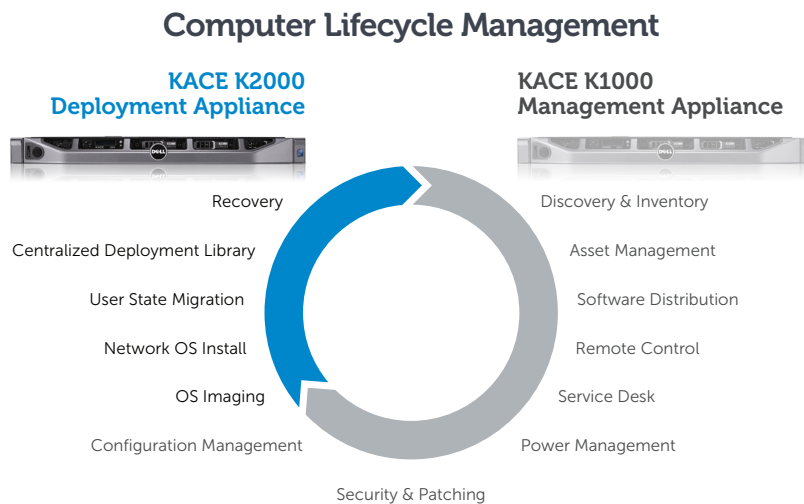 Computer Lifecycle Management
KACE K2000
Deployment Appliance
KACE K1000
Management Appliance
DELL
DELL
Recovery
Discovery & Inventory
Centralized Deployment Library
Asset Management
User State Migration
Software Distribution
Network OS Install
Remote Control
OS Imaging
Service Desk
Configuration Management
Power Management
Security & Patching